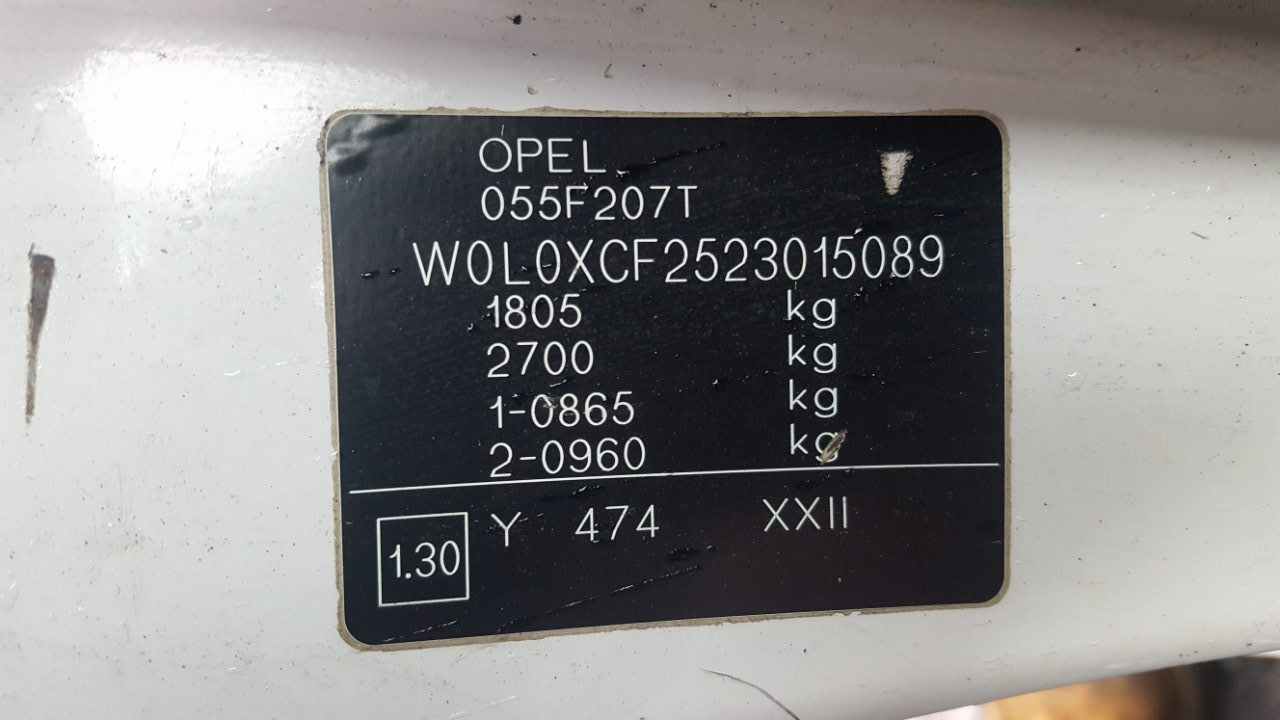 OPEL
055F207T
W0L0XCF2523015089
1805 kg
2700 kg
1-0865 kg
2-0960 kg
1.30 Y 474 XXII